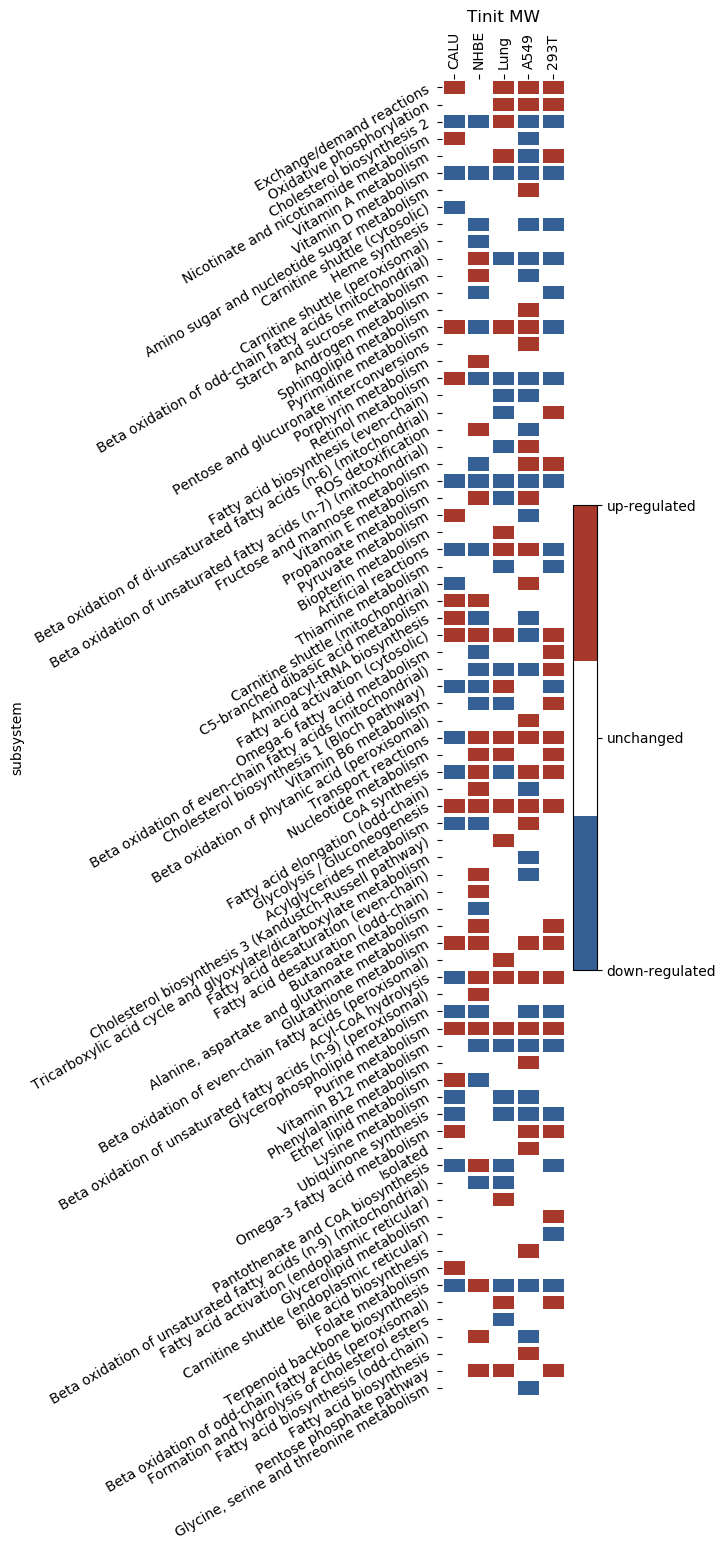 Tinit MW
CALU
NHBE
Lung
A549
293T
Exchange/demand reactions
Oxidative phosphorylation
Cholesterol biosynthesis 2
Nicotinate and nicotinamide metabolism
Vitamin A metabolism
Vitamin D metabolism
Amino sugar and nucleotide sugar metabolism
Carnitine shuttle (cytosolic)
Heme synthesis
Carnitine shuttle (peroxisomal)
Beta oxidation of odd-chain fatty acids (mitochondrial)
Starch and sucrose metabolism
Androgen metabolism
Sphingolipid metabolism
Pyrimidine metabolism
Pentose and glucuronate interconversions
Porphyrin metabolism
Retinol metabolism
Fatty acid biosynthesis (even-chain)
Beta oxidation of di-unsaturated fatty acids (n-6) (mitochondrial)
ROS detoxification
Beta oxidation of unsaturated fatty acids (n-7) (mitochondrial)
Fructose and mannose metabolism
Vitamin E metabolism
Propanoate metabolism
Pyruvate metabolism
Biopterin metabolism
Artificial reactions
Thiamine metabolism
Carnitine shuttle (mitochondrial)
C5-branched dibasic acid metabolism
Aminoacyl-tRNA biosynthesis
Fatty acid activation (cytosolic)
Omega-6 fatty acid metabolism
Beta oxidation of even-chain fatty acids (mitochondrial)
Cholesterol biosynthesis 1 (Bloch pathway)
Vitamin B6 metabolism
Beta oxidation of phytanic acid (peroxisomal)
Transport reactions
Nucleotide metabolism
CoA synthesis
Fatty acid elongation (odd-chain)
Glycolysis / Gluconeogenesis
Acylglycerides metabolism
Cholesterol biosynthesis 3 (Kandustch-Russell pathway)
Tricarboxylic acid cycle and glyoxylate/dicarboxylate metabolism
Fatty acid desaturation (even-chain)
Fatty acid desaturation (odd-chain)
Butanoate metabolism
Alanine, aspartate and glutamate metabolism
Glutathione metabolism
Beta oxidation of even-chain fatty acids (peroxisomal)
Acyl-CoA hydrolysis
Beta oxidation of unsaturated fatty acids (n-9) (peroxisomal)
Glycerophospholipid metabolism
Purine metabolism
Vitamin B12 metabolism
Phenylalanine metabolism
Ether lipid metabolism
Lysine metabolism
Ubiquinone synthesis
Omega-3 fatty acid metabolism
Isolated
Pantothenate and CoA biosynthesis
Beta oxidation of unsaturated fatty acids (n-9) (mitochondrial)
Fatty acid activation (endoplasmic reticular)
Glycerolipid metabolism
Carnitine shuttle (endoplasmic reticular)
Bile acid biosynthesis
Folate metabolism
Terpenoid backbone biosynthesis
Beta oxidation of odd-chain fatty acids (peroxisomal)
Formation and hydrolysis of cholesterol esters
Fatty acid biosynthesis (odd-chain)
Fatty acid biosynthesis
Pentose phosphate pathway
Glycine, serine and threonine metabolism
subsystem
up-regulated
unchanged
down-regulated